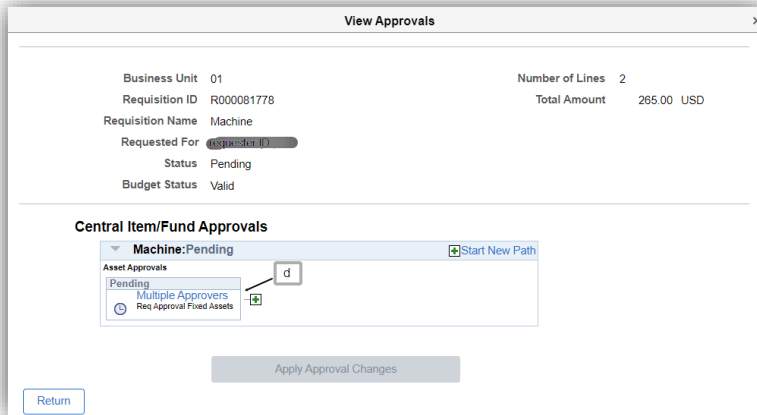 View Approvals
Business Unit 01 Number of Lines 2
Requisition ID R000081778 Total Amount 265.00 USD
Requisition Name Machine
Requested For requester ID
Status Pending
Budget Status Valid
Central Item/Fund Approvals
Machine:Pending Start New Path
Asset Approvals
d
Pending
Multiple Approvers
Req Approval Fixed Assets
Apply Approval Changes
Return